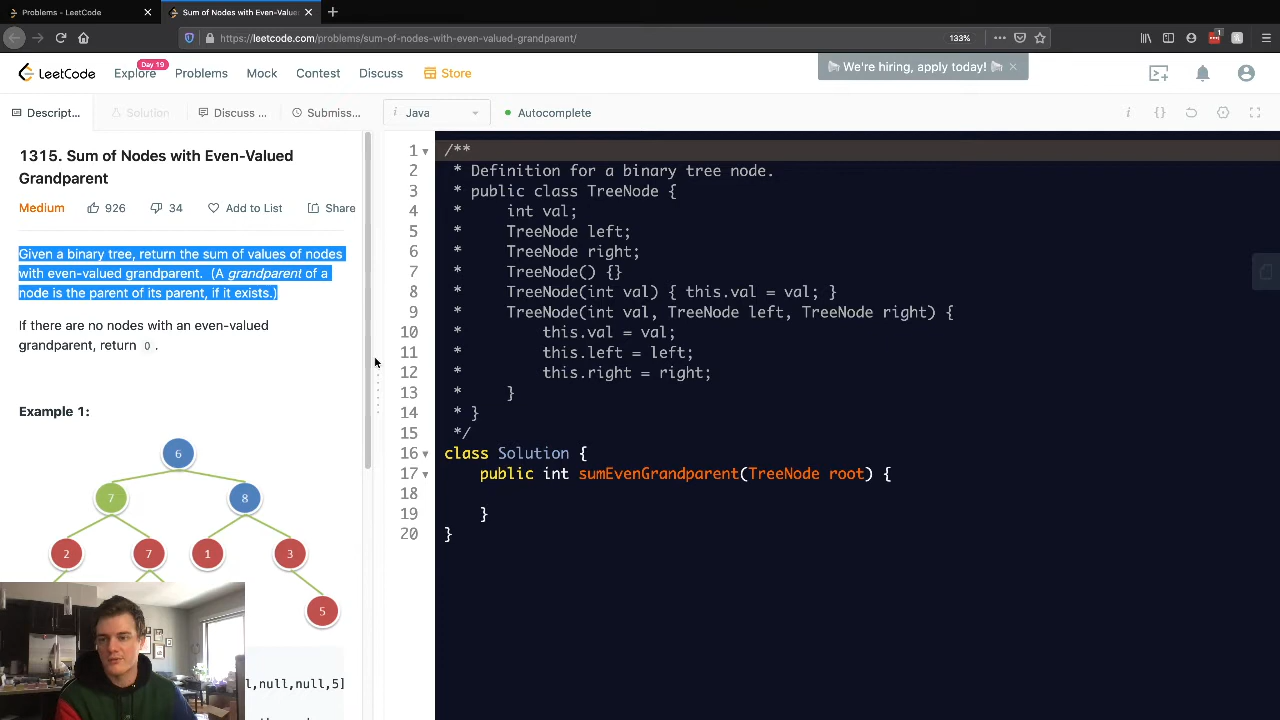 Problems - LeetCode
Sum of Nodes with Even-Value
https://leetcode.com/problems/sum-of-nodes-with-even-valued-grandparent/
133%
1
LeetCode
Explore
Day 19
Problems
Mock
Contest
Discuss
Store
We're hiring, apply today!
Descript...
Solution
Discuss ...
Submiss...
i Java
Autocomplete
1315. Sum of Nodes with Even-Valued
Grandparent
Medium
926
34
Add to List
Share
Given a binary tree, return the sum of values of nodes
with even-valued grandparent. (A grandparent of a
node is the parent of its parent, if it exists.)
If there are no nodes with an even-valued
grandparent, return 0 .
Example 1:
6
7
8
2
7
1
3
5
l,null,null,5]
1 /**
2 * Definition for a binary tree node.
3 * public class TreeNode {
4 * int val;
5 * TreeNode left;
6 * TreeNode right;
7 * TreeNode() {}
8 * TreeNode(int val) { this.val = val; }
9 * TreeNode(int val, TreeNode left, TreeNode right) {
10 * this.val = val;
11 * this.left = left;
12 * this.right = right;
13 * }
14 * }
15 */
16 class Solution {
17 public int sumEvenGrandparent(TreeNode root) {
18
19 }
20 }